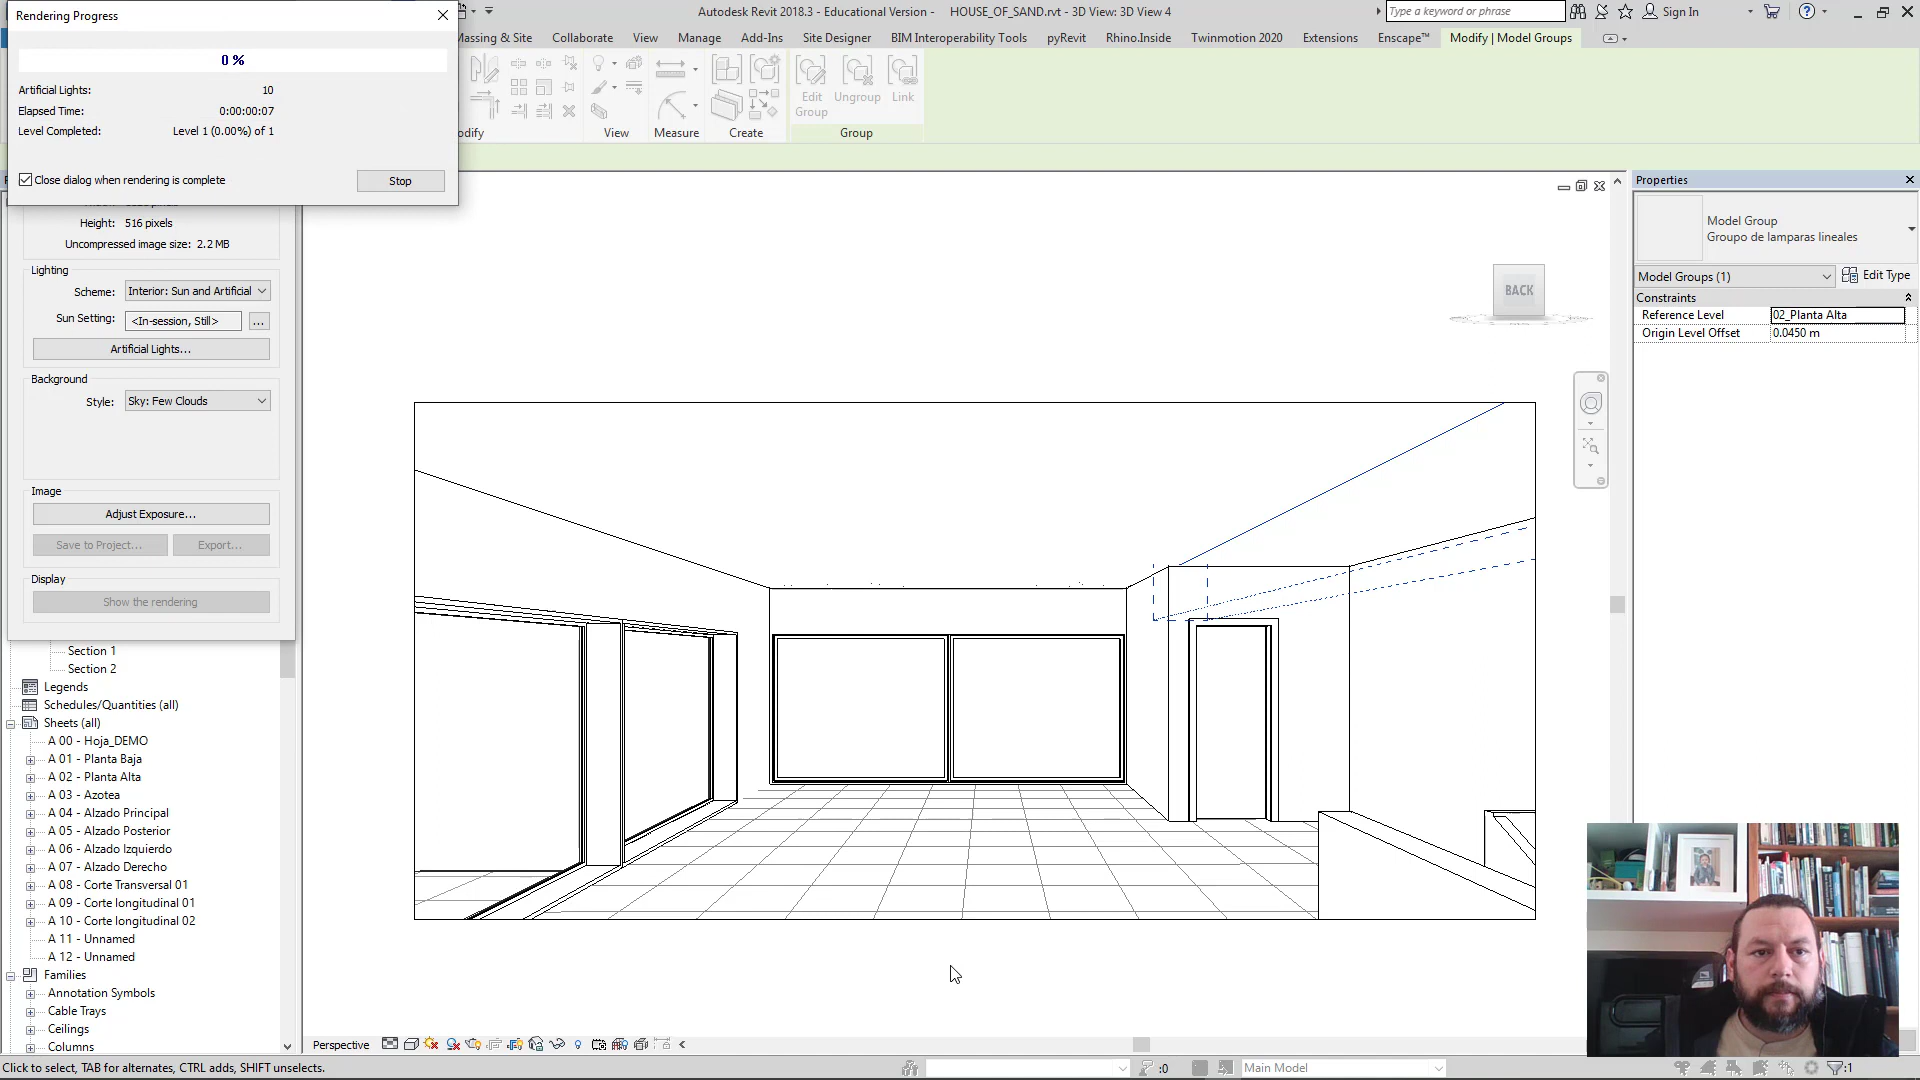 Rendering Progress
Autodesk Revit 2018.3 - Educational Version - HOUSE_OF_SAND.rvt - 3D View: 3D View 4
Type a keyword or phrase
Sign In
Massing & Site Collaborate View Manage Add-Ins Site Designer BIM Interoperability Tools pyRevit Rhino.Inside Twinmotion 2020 Extensions Enscape™ Modify | Model Groups
0 %
Artificial Lights: 10
Elapsed Time: 0:00:00:07
Level Completed: Level 1 (0.00%) of 1
Close dialog when rendering is complete
Stop
Edit Group
Ungroup
Link
View
Measure
Create
Group
Height: 516 pixels
Uncompressed image size: 2.2 MB
Lighting
Scheme: Interior: Sun and Artificial
Sun Setting: <In-session, Still>
...
Artificial Lights...
Background
Style: Sky: Few Clouds
Image
Adjust Exposure...
Save to Project...
Export...
Display
Show the rendering
Section 1
Section 2
Legends
Schedules/Quantities (all)
Sheets (all)
A 00 - Hoja_DEMO
A 01 - Planta Baja
A 02 - Planta Alta
A 03 - Azotea
A 04 - Alzado Principal
A 05 - Alzado Posterior
A 06 - Alzado Izquierdo
A 07 - Alzado Derecho
A 08 - Corte Transversal 01
A 09 - Corte longitudinal 01
A 10 - Corte longitudinal 02
A 11 - Unnamed
A 12 - Unnamed
Families
Annotation Symbols
Cable Trays
Ceilings
Columns
BACK
Properties
Model Group
Groupo de lamparas lineales
Model Groups (1)
Edit Type
Constraints
Reference Level 02_Planta Alta
Origin Level Offset 0.0450 m
Perspective
Click to select, TAB for alternates, CTRL adds, SHIFT unselects.
:0
Main Model
:1